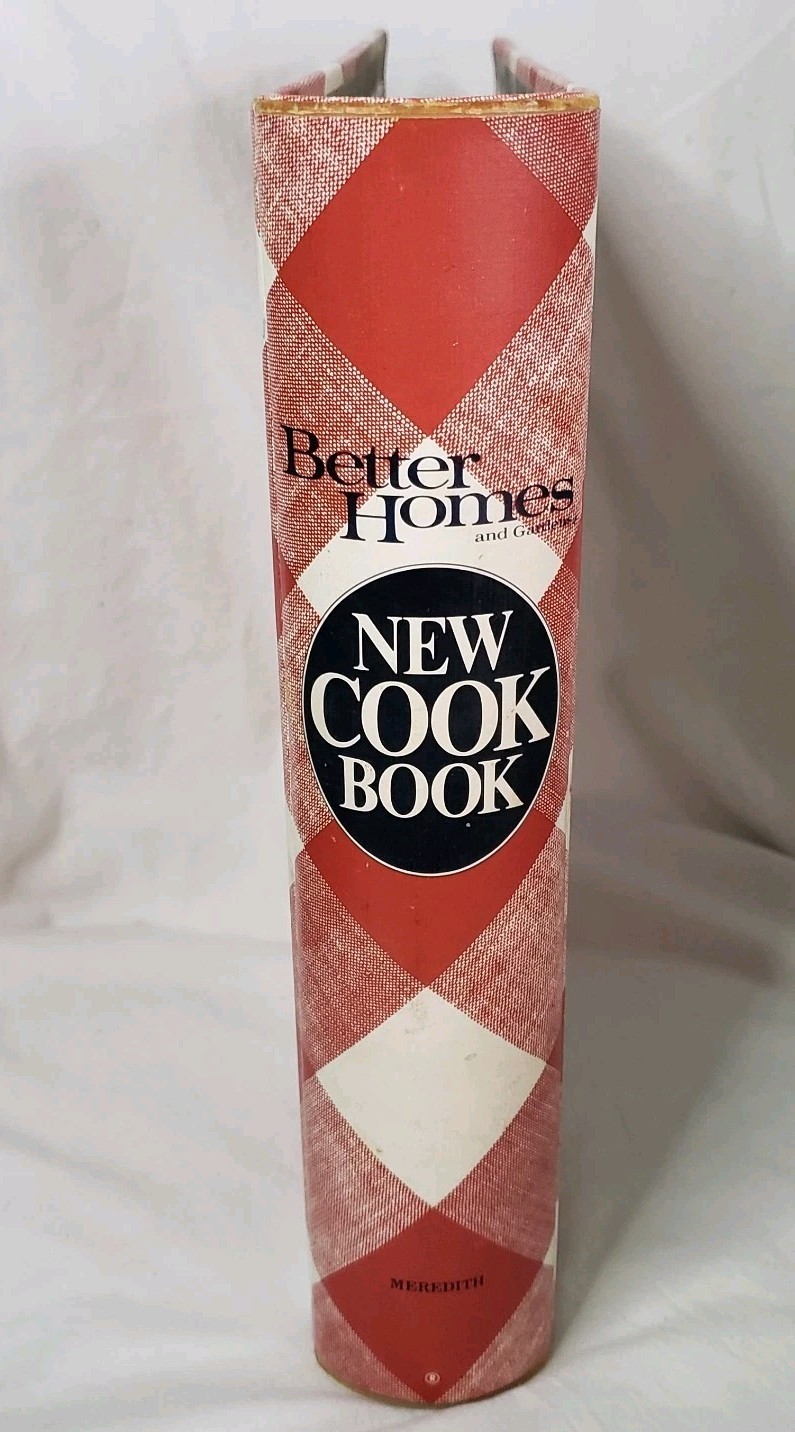 Better
Homes
and Gardens
NEW
COOK
BOOK
MEREDITH
®